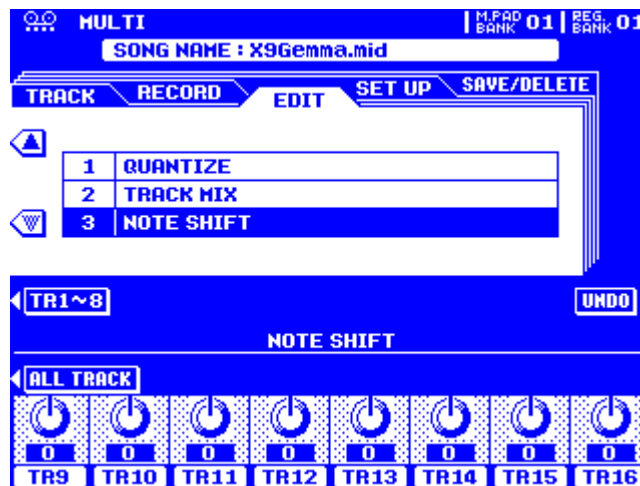 MULTI M.PAD BANK 01 REG. BANK 01
SONG NAME : X9Gemma.mid
TRACK RECORD EDIT SET UP SAVE/DELETE
1 QUANTIZE
2 TRACK MIX
3 NOTE SHIFT
TR1~8 UNDO
NOTE SHIFT
ALL TRACK
0 0 0 0 0 0 0 0
TR9 TR10 TR11 TR12 TR13 TR14 TR15 TR16